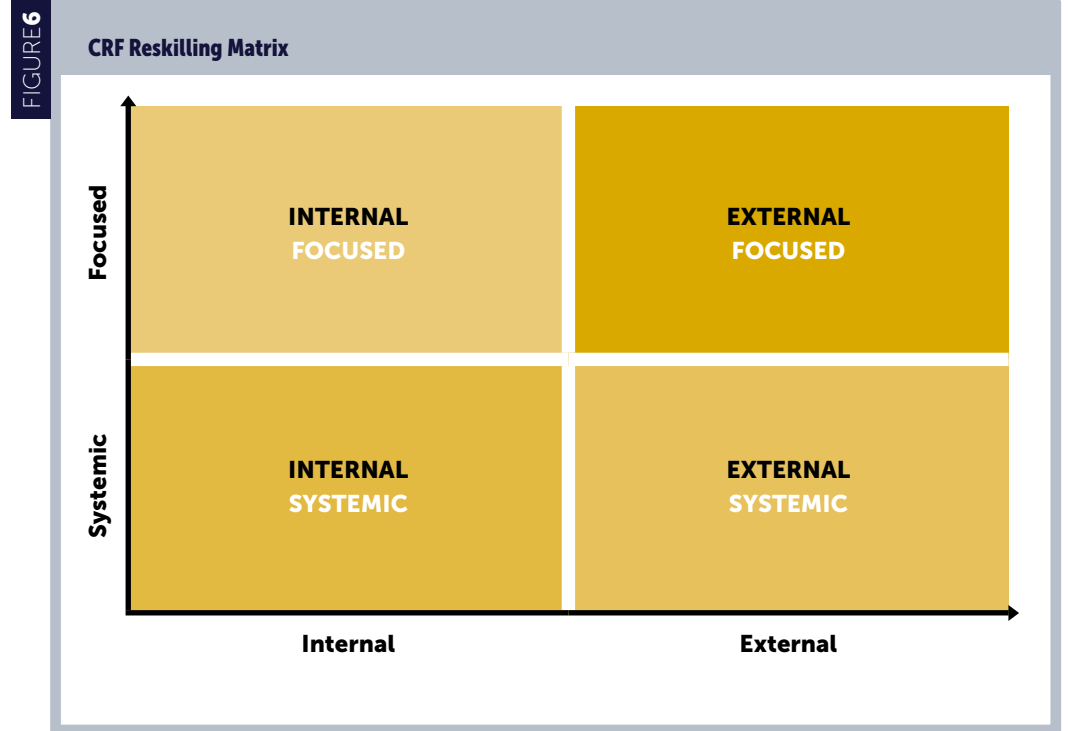 FIGURE6
CRF Reskilling Matrix
Focused
INTERNAL
FOCUSED
EXTERNAL
FOCUSED
Systemic
INTERNAL
SYSTEMIC
EXTERNAL
SYSTEMIC
Internal
External